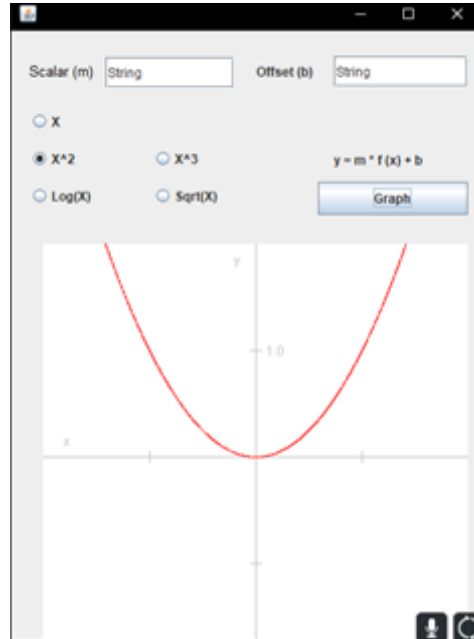 Scalar (m) String Offset (b) String
X
X^2 X^3 y = m * f (x) + b
Log(X) Sqrt(X) Graph
Y
1.0
X